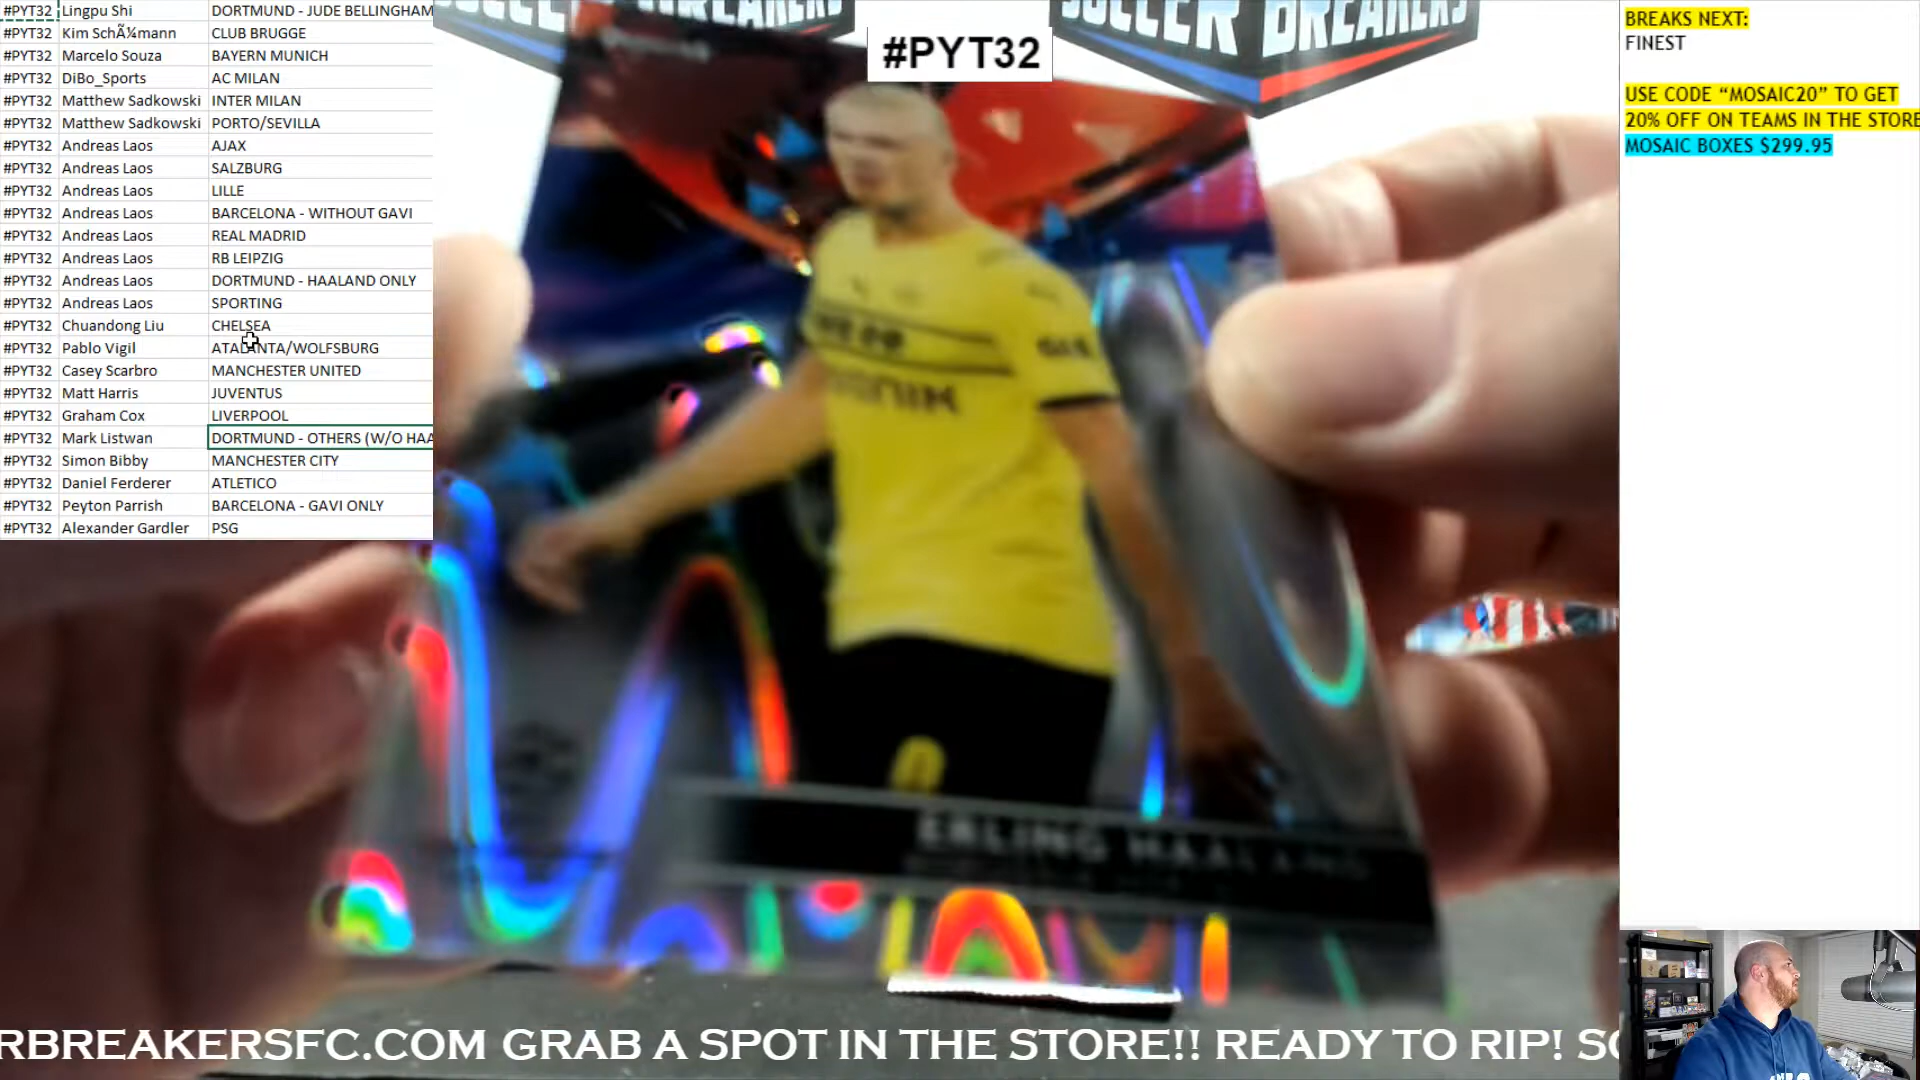 #PYT32 Lingpu Shi DORTMUND - JUDE BELLINGHAM
#PYT32 Kim SchÃ¼mann CLUB BRUGGE
#PYT32 Marcelo Souza BAYERN MUNICH
#PYT32 DiBo_Sports AC MILAN
#PYT32 Matthew Sadkowski INTER MILAN
#PYT32 Matthew Sadkowski PORTO/SEVILLA
#PYT32 Andreas Laos AJAX
#PYT32 Andreas Laos SALZBURG
#PYT32 Andreas Laos LILLE
#PYT32 Andreas Laos BARCELONA - WITHOUT GAVI
#PYT32 Andreas Laos REAL MADRID
#PYT32 Andreas Laos RB LEIPZIG
#PYT32 Andreas Laos DORTMUND - HAALAND ONLY
#PYT32 Andreas Laos SPORTING
#PYT32 Chuandong Liu CHELSEA
#PYT32 Pablo Vigil ATALANTA/WOLFSBURG
#PYT32 Casey Scarbro MANCHESTER UNITED
#PYT32 Matt Harris JUVENTUS
#PYT32 Graham Cox LIVERPOOL
#PYT32 Mark Listwan DORTMUND - OTHERS (W/O HAA
#PYT32 Simon Bibby MANCHESTER CITY
#PYT32 Daniel Ferderer ATLETICO
#PYT32 Peyton Parrish BARCELONA - GAVI ONLY
#PYT32 Alexander Gardler PSG
SOCCER BREAKERS
#PYT32
BREAKS NEXT:
FINEST
USE CODE “MOSAIC20” TO GET
20% OFF ON TEAMS IN THE STORE
MOSAIC BOXES $299.95
ERLING HAALAND
RBREAKERSFC.COM GRAB A SPOT IN THE STORE!! READY TO RIP! SO